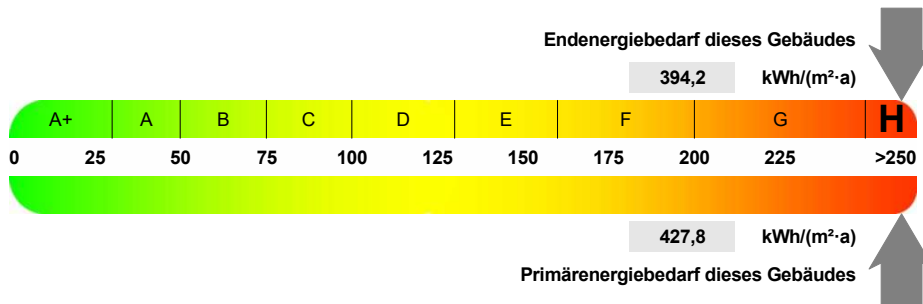 Endenergiebedarf dieses Gebäudes
394,2 kWh/(m²·a)
A+ A B C D E F G H
0 25 50 75 100 125 150 175 200 225 >250
427,8 kWh/(m²·a)
Primärenergiebedarf dieses Gebäudes